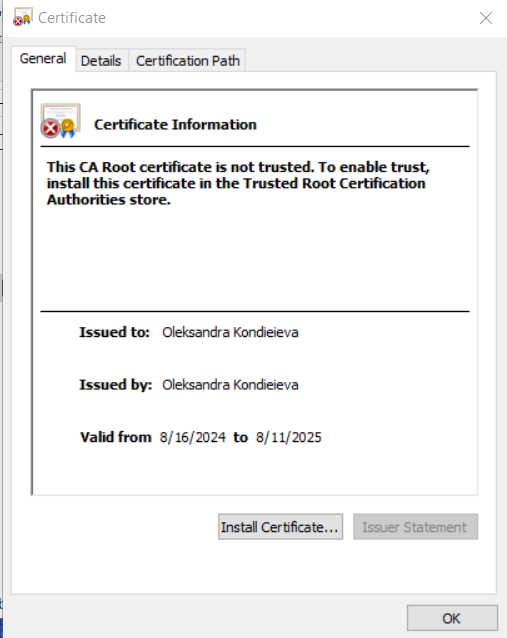 Certificate
General Details Certification Path
Certificate Information
This CA Root certificate is not trusted. To enable trust,
install this certificate in the Trusted Root Certification
Authorities store.
Issued to: Oleksandra Kondieieva
Issued by: Oleksandra Kondieieva
Valid from 8/16/2024 to 8/11/2025
Install Certificate... Issuer Statement
OK